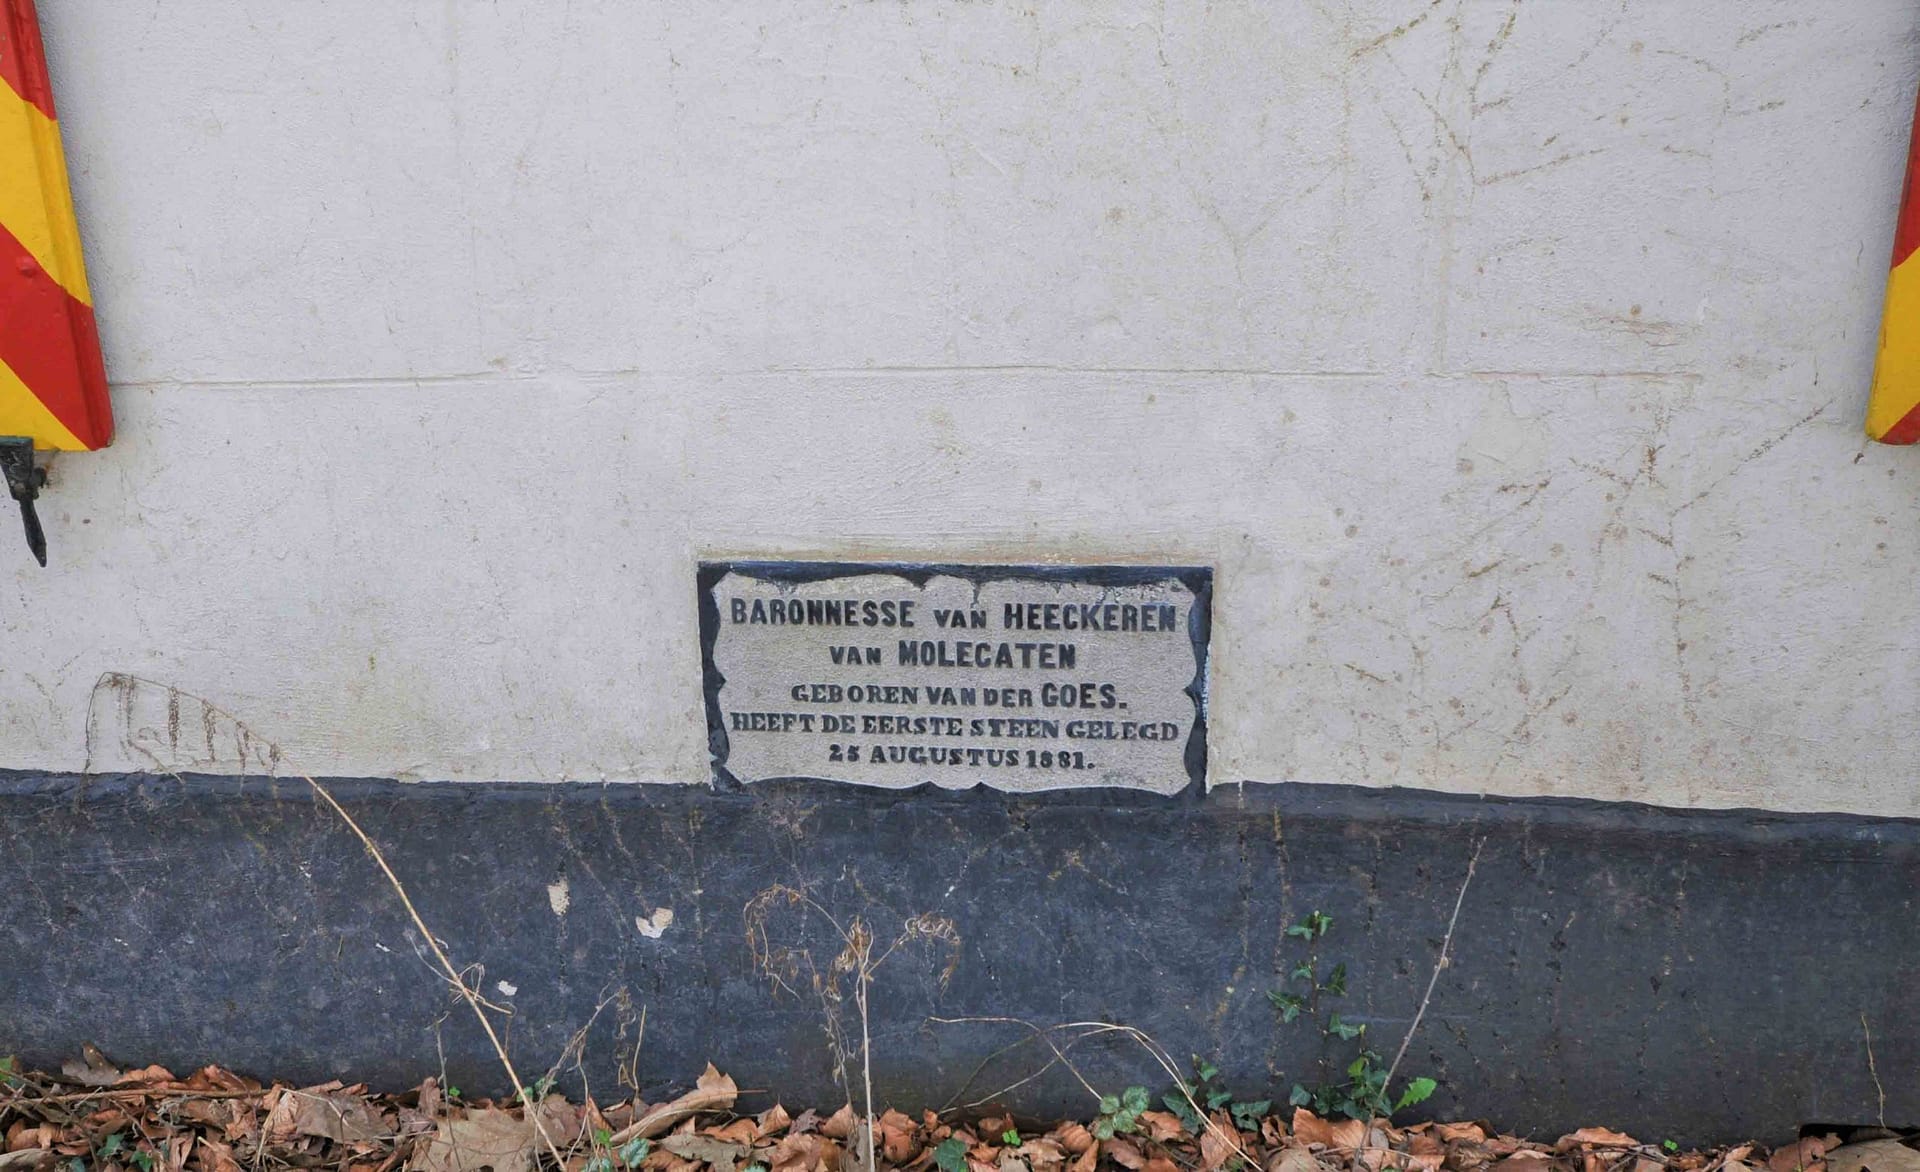 BARONNESSE VAN HEECKEREN
VAN MOLECATEN
GEBOREN VAN DER GOES.
HEEFT DE EERSTE STEEN GELEGD
25 AUGUSTUS 1881.